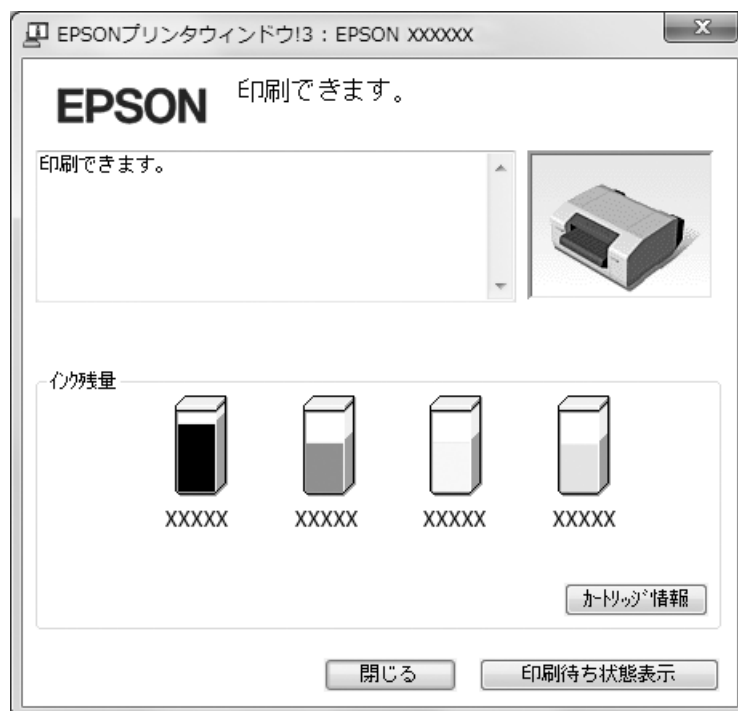 EPSONプリンタウィンドウ!3 : EPSON XXXXXX
X
EPSON 印刷できます。
印刷できます。
インク残量
XXXXX XXXXX XXXXX XXXXX
カートリッジ情報
閉じる 印刷待ち状態表示